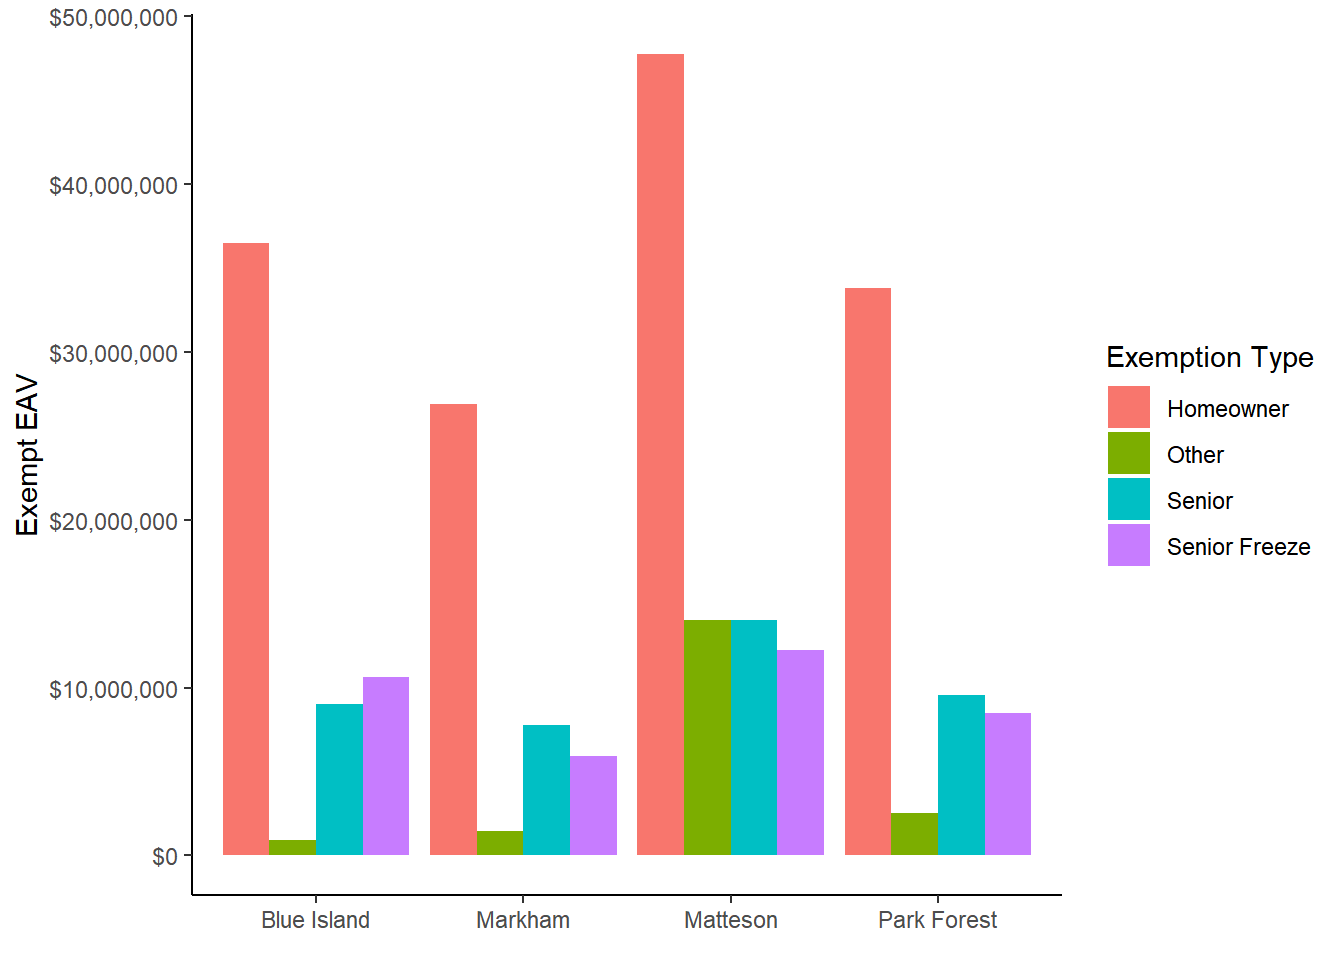 $50,000,000
$40,000,000
$30,000,000
$20,000,000
$10,000,000
$0
Exempt EAV
Blue Island
Markham
Matteson
Park Forest
Exemption Type
Homeowner
Other
Senior
Senior Freeze